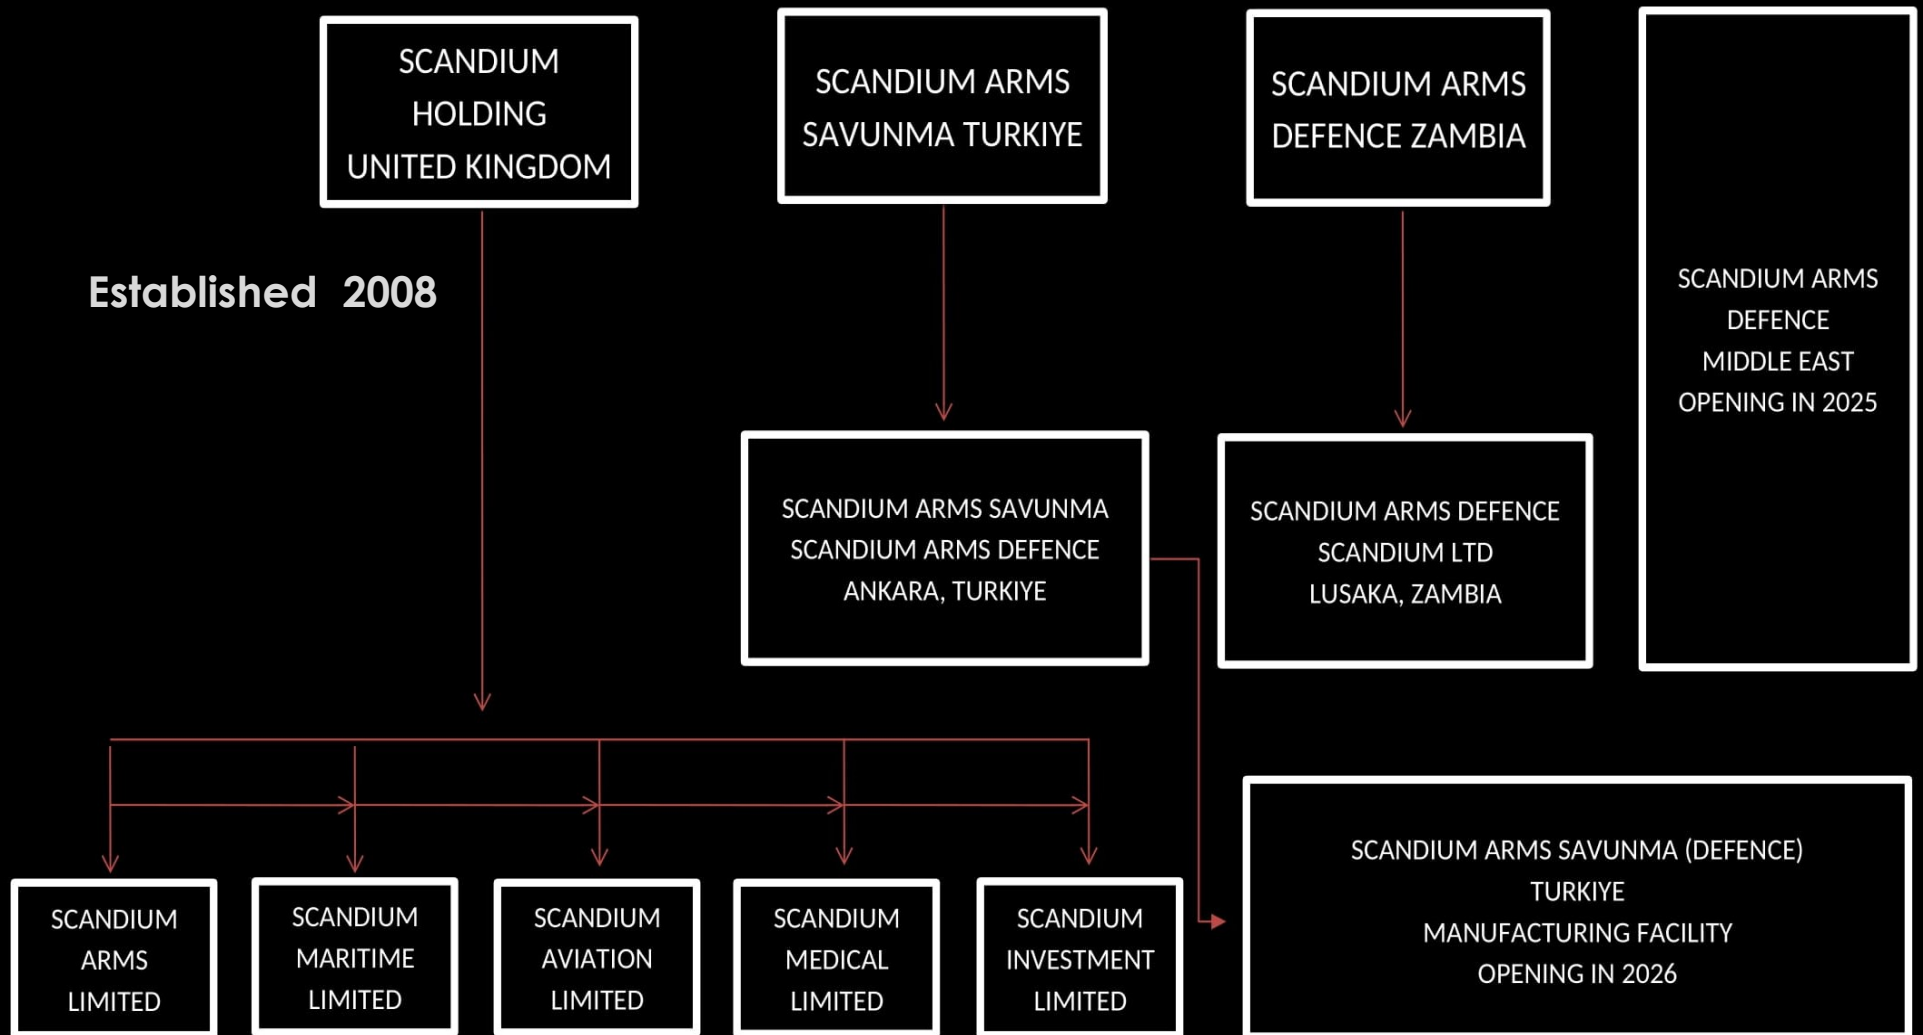 SCANDIUM
HOLDING
UNITED KINGDOM
SCANDIUM ARMS
SAVUNMA TURKIYE
SCANDIUM ARMS
DEFENCE ZAMBIA
SCANDIUM ARMS
DEFENCE
MIDDLE EAST
OPENING IN 2025
Established 2008
SCANDIUM ARMS SAVUNMA
SCANDIUM ARMS DEFENCE
ANKARA, TURKIYE
SCANDIUM ARMS DEFENCE
SCANDIUM LTD
LUSAKA, ZAMBIA
SCANDIUM
ARMS
LIMITED
SCANDIUM
MARITIME
LIMITED
SCANDIUM
AVIATION
LIMITED
SCANDIUM
MEDICAL
LIMITED
SCANDIUM
INVESTMENT
LIMITED
SCANDIUM ARMS SAVUNMA (DEFENCE)
TURKIYE
MANUFACTURING FACILITY
OPENING IN 2026